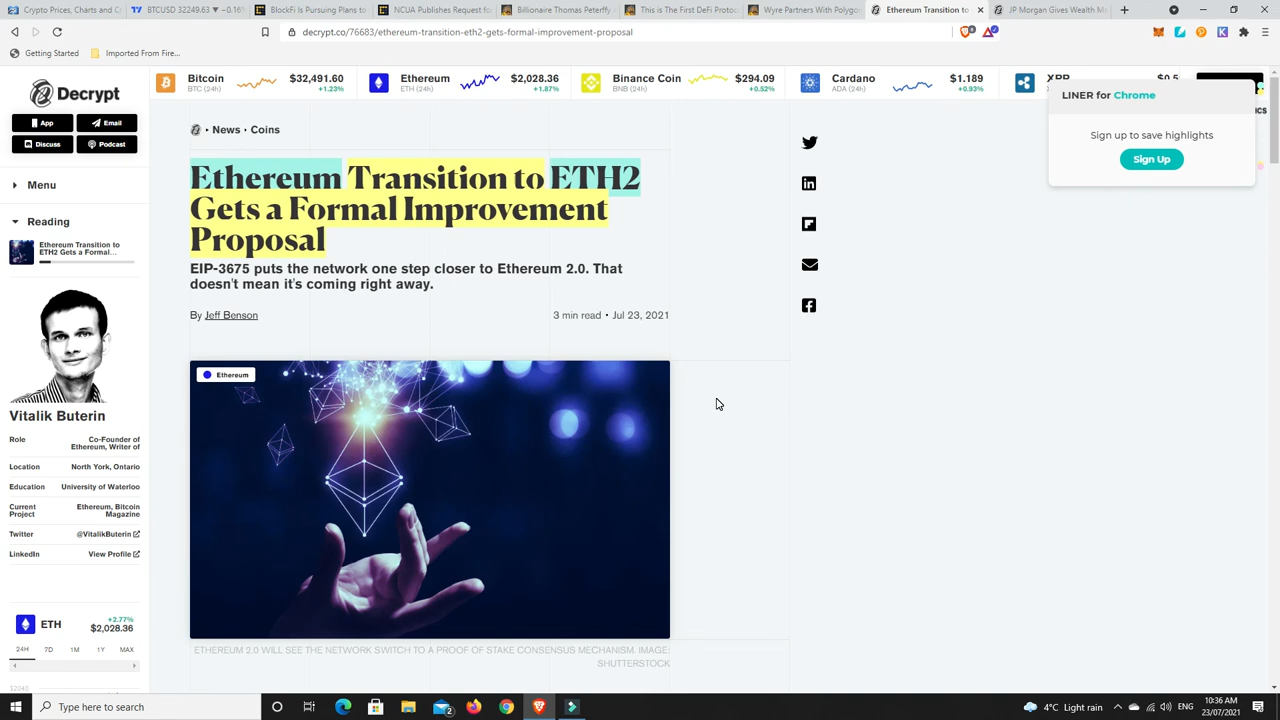 Crypto Prices, Charts and Cr
BTCUSD 32249.63 ▼ −0.16%
BlockFi Is Pursuing Plans to
NCUA Publishes Request for
Billionaire Thomas Peterffy
This is The First DeFi Protoc
Wyre Partners With Polygo
Ethereum Transition to
JP Morgan Gives Wealth M
decrypt.co/76683/ethereum-transition-eth2-gets-formal-improvement-proposal
Getting Started
Imported From Fire...
Decrypt
App
Email
Discuss
Podcast
Bitcoin
BTC (24h)
$32,491.60
+1.23%
Ethereum
ETH (24h)
$2,028.36
+1.87%
Binance Coin
BNB (24h)
$294.09
+0.52%
Cardano
ADA (24h)
$1.189
+0.93%
XRP
$0.5
LINER for Chrome
Sign up to save highlights
Sign Up
Menu
Reading
Ethereum Transition to
ETH2 Gets a Formal...
News • Coins
Ethereum Transition to ETH2
Gets a Formal Improvement
Proposal
EIP-3675 puts the network one step closer to Ethereum 2.0. That
doesn't mean it's coming right away.
By Jeff Benson
3 min read • Jul 23, 2021
Ethereum
ETHEREUM 2.0 WILL SEE THE NETWORK SWITCH TO A PROOF OF STAKE CONSENSUS MECHANISM. IMAGE:
SHUTTERSTOCK
Vitalik Buterin
Role
Co-Founder of
Ethereum, Writer of
Location
North York, Ontario
Education
University of Waterloo
Current
Project
Ethereum, Bitcoin
Magazine
Twitter
@VitalikButerin
LinkedIn
View Profile
ETH
+2.77%
$2,028.36
24H
7D
1M
1Y
MAX
$2045
Type here to search
2
4°C Light rain
ENG
10:36 AM
23/07/2021